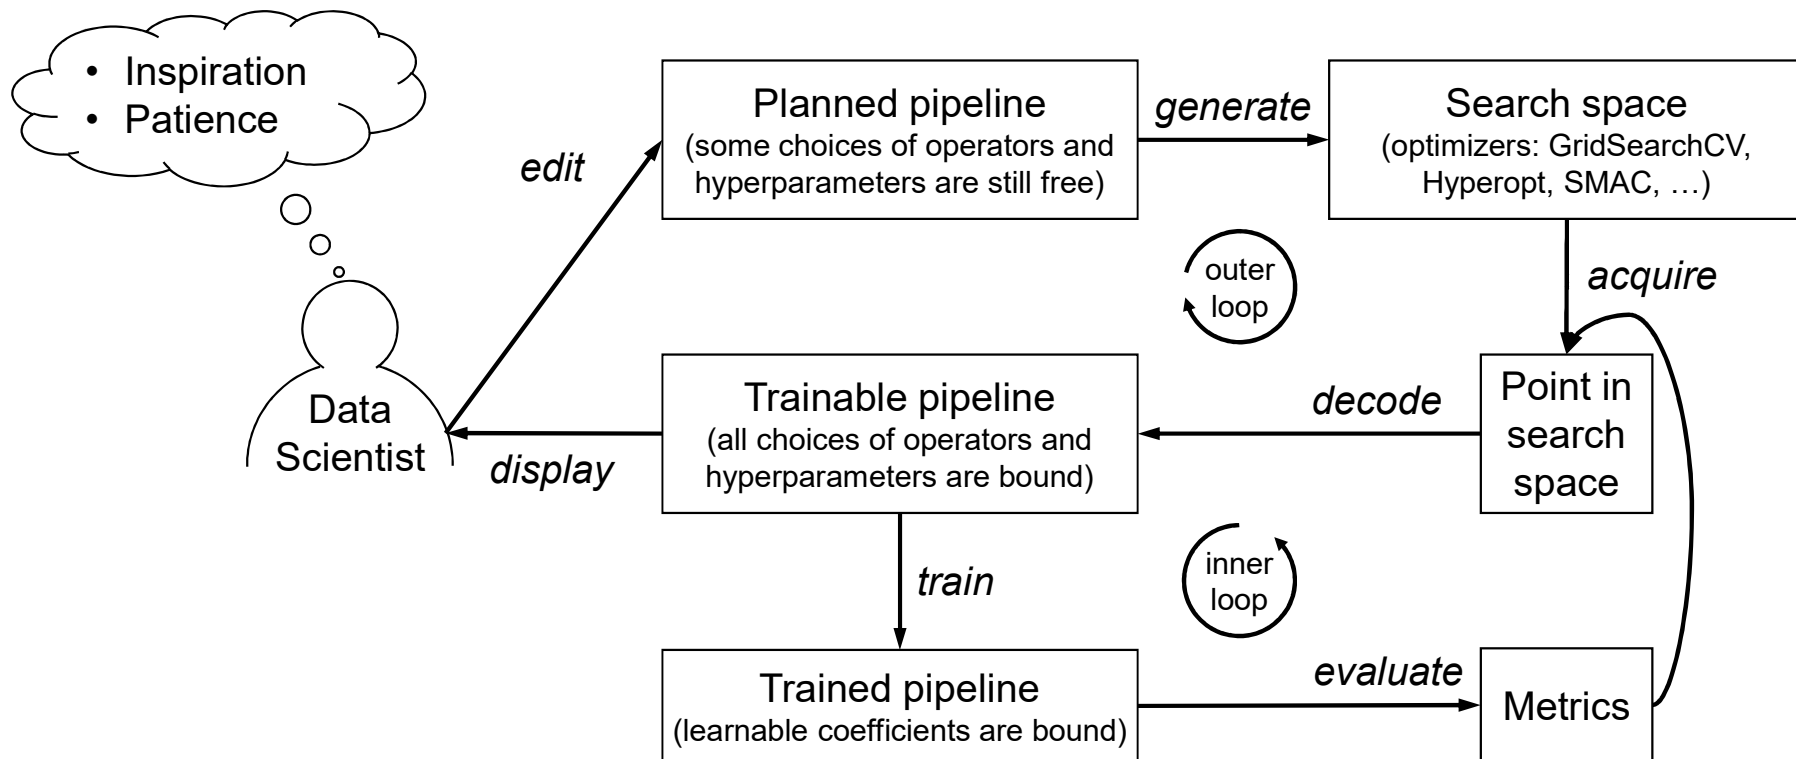 • Inspiration
• Patience
edit
Planned pipeline
(some choices of operators and
hyperparameters are still free)
generate
Search space
(optimizers: GridSearchCV,
Hyperopt, SMAC, …)
outer
loop
acquire
Data
Scientist
display
Trainable pipeline
(all choices of operators and
hyperparameters are bound)
decode
Point in
search
space
train
inner
loop
Trained pipeline
(learnable coefficients are bound)
evaluate
Metrics